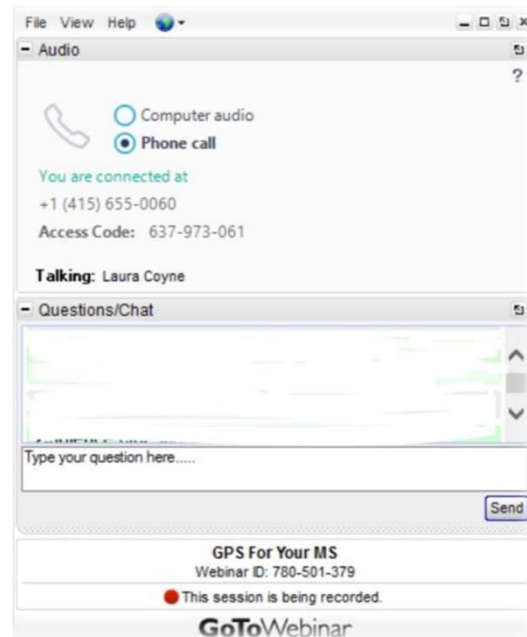 File View Help
Audio
?
Computer audio
Phone call
You are connected at
+1 (415) 655-0060
Access Code: 637-973-061
Talking: Laura Coyne
Questions/Chat
Type your question here.....
Send
GPS For Your MS
Webinar ID: 780-501-379
This session is being recorded.
GoToWebinar